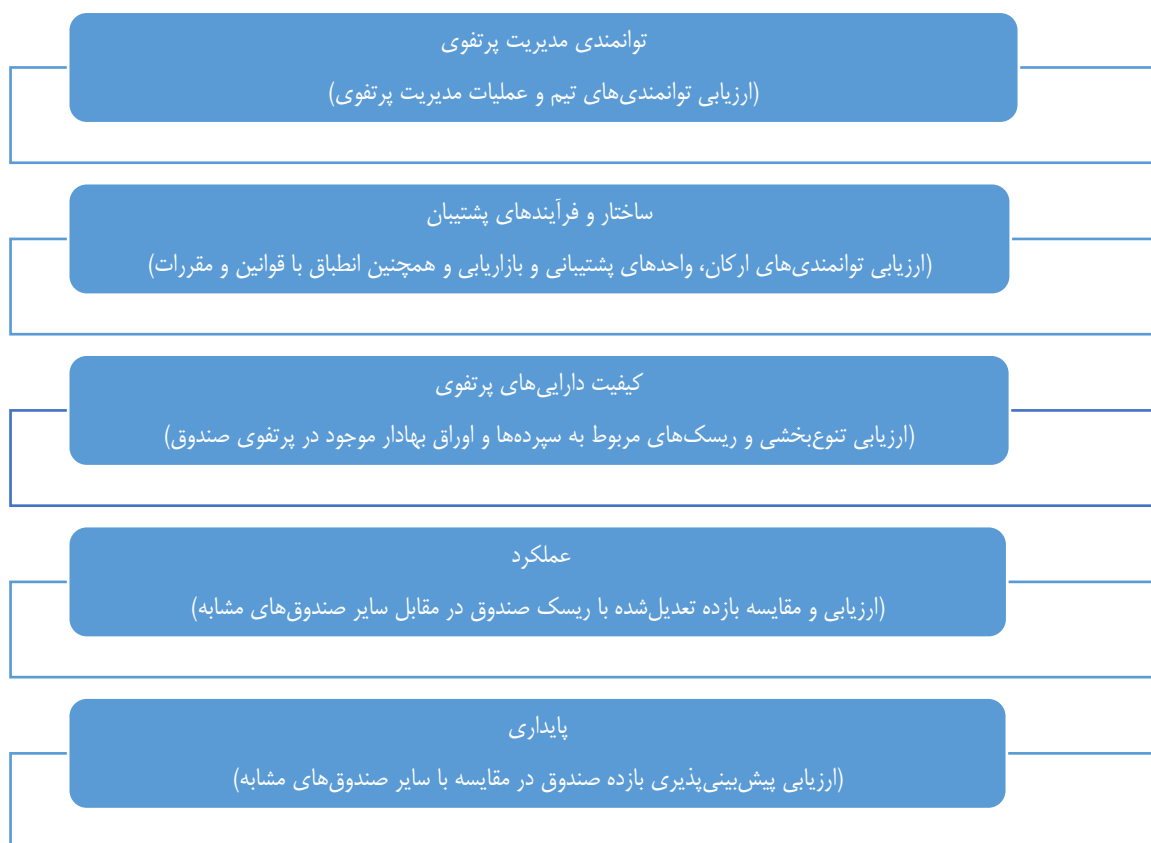 توانمندی مدیریت پرتفوی
(ارزیابی توانمندی‌های تیم و عملیات مدیریت پرتفوی)
ساختار و فرآیندهای پشتیبان
(ارزیابی توانمندی‌های ارکان، واحدهای پشتیبانی و بازاریابی و همچنین انطباق با قوانین و مقررات)
کیفیت دارایی‌های پرتفوی
(ارزیابی تنوع‌بخشی و ریسک‌های مربوط به سپرده‌ها و اوراق بهادار موجود در پرتفوی صندوق)
عملکرد
(ارزیابی و مقایسه بازده تعدیل‌شده با ریسک صندوق در مقابل سایر صندوق‌های مشابه)
پایداری
(ارزیابی پیش‌بینی‌پذیری بازده صندوق در مقایسه با سایر صندوق‌های مشابه)